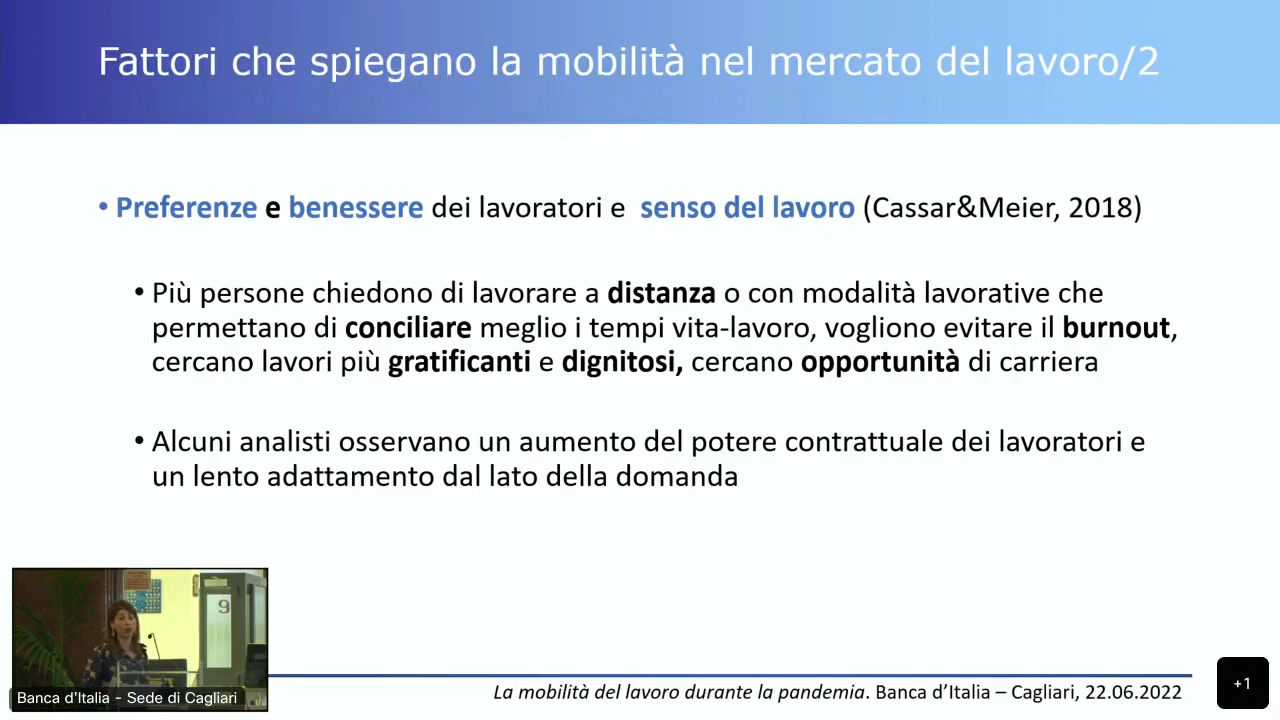 Fattori che spiegano la mobilità nel mercato del lavoro/2
• Preferenze e benessere dei lavoratori e senso del lavoro (Cassar&Meier, 2018)
• Più persone chiedono di lavorare a distanza o con modalità lavorative che
permettano di conciliare meglio i tempi vita-lavoro, vogliono evitare il burnout,
cercano lavori più gratificanti e dignitosi, cercano opportunità di carriera
• Alcuni analisti osservano un aumento del potere contrattuale dei lavoratori e
un lento adattamento dal lato della domanda
9
Banca d'Italia - Sede di Cagliari
La mobilità del lavoro durante la pandemia. Banca d’Italia – Cagliari, 22.06.2022
+1